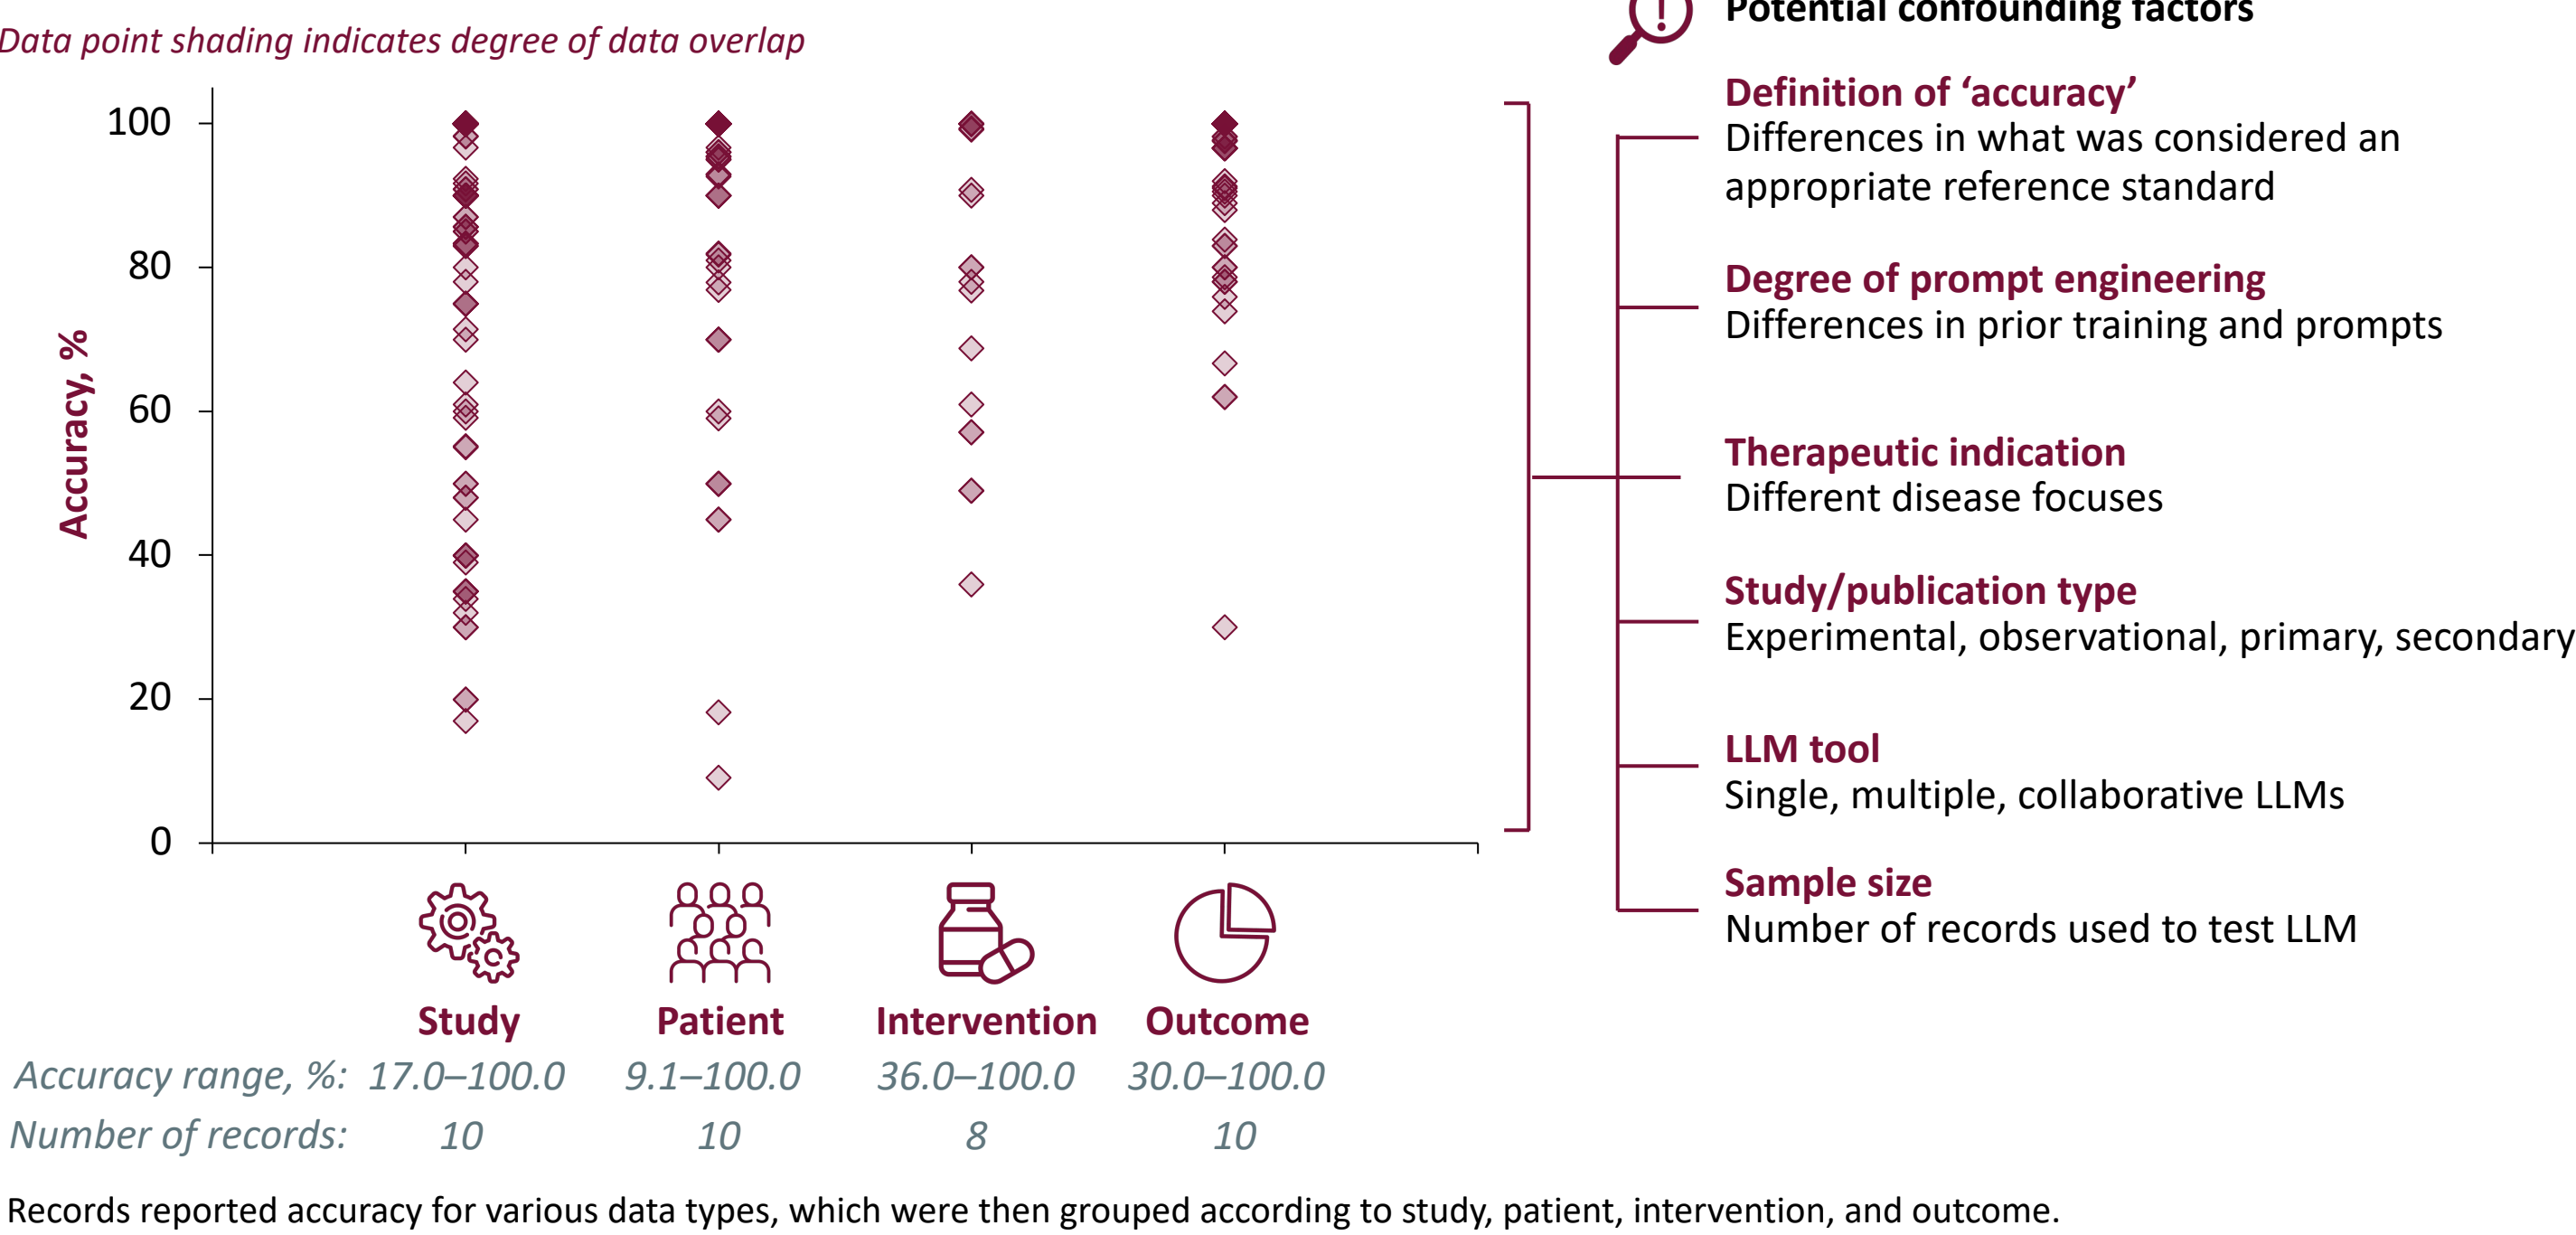 Data point shading indicates degree of data overlap
100
80
60
40
20
0
Accuracy, %
Study
Patient
Intervention
Outcome
Accuracy range, %: 17.0–100.0 9.1–100.0 36.0–100.0 30.0–100.0
Number of records: 10 10 8 10
Potential confounding factors
Definition of ‘accuracy’
Differences in what was considered an
appropriate reference standard
Degree of prompt engineering
Differences in prior training and prompts
Therapeutic indication
Different disease focuses
Study/publication type
Experimental, observational, primary, secondary
LLM tool
Single, multiple, collaborative LLMs
Sample size
Number of records used to test LLM
Records reported accuracy for various data types, which were then grouped according to study, patient, intervention, and outcome.